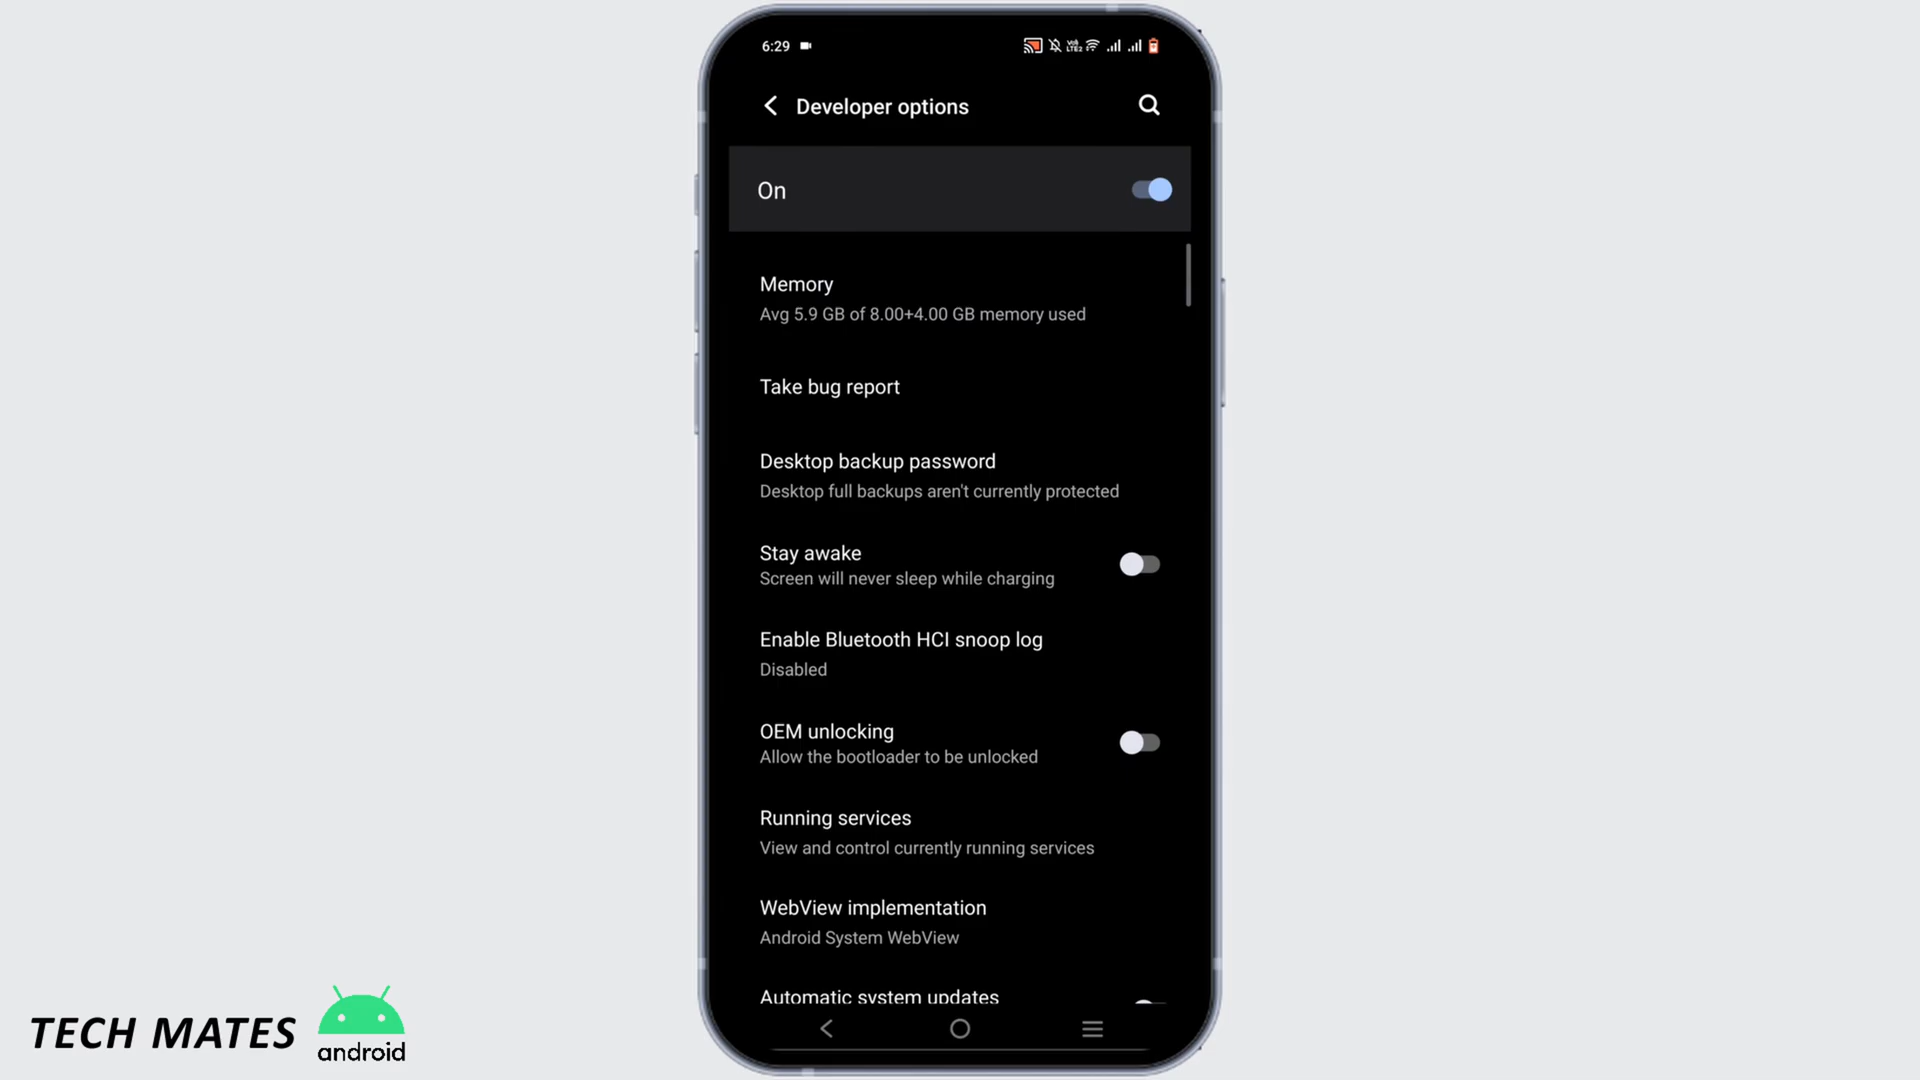 6:29
Vo)
LTE2
Developer options
On
Memory
Avg 5.9 GB of 8.00+4.00 GB memory used
Take bug report
Desktop backup password
Desktop full backups aren't currently protected
Stay awake
Screen will never sleep while charging
Enable Bluetooth HCI snoop log
Disabled
OEM unlocking
Allow the bootloader to be unlocked
Running services
View and control currently running services
WebView implementation
Android System WebView
Automatic system updates
TECH MATES
android